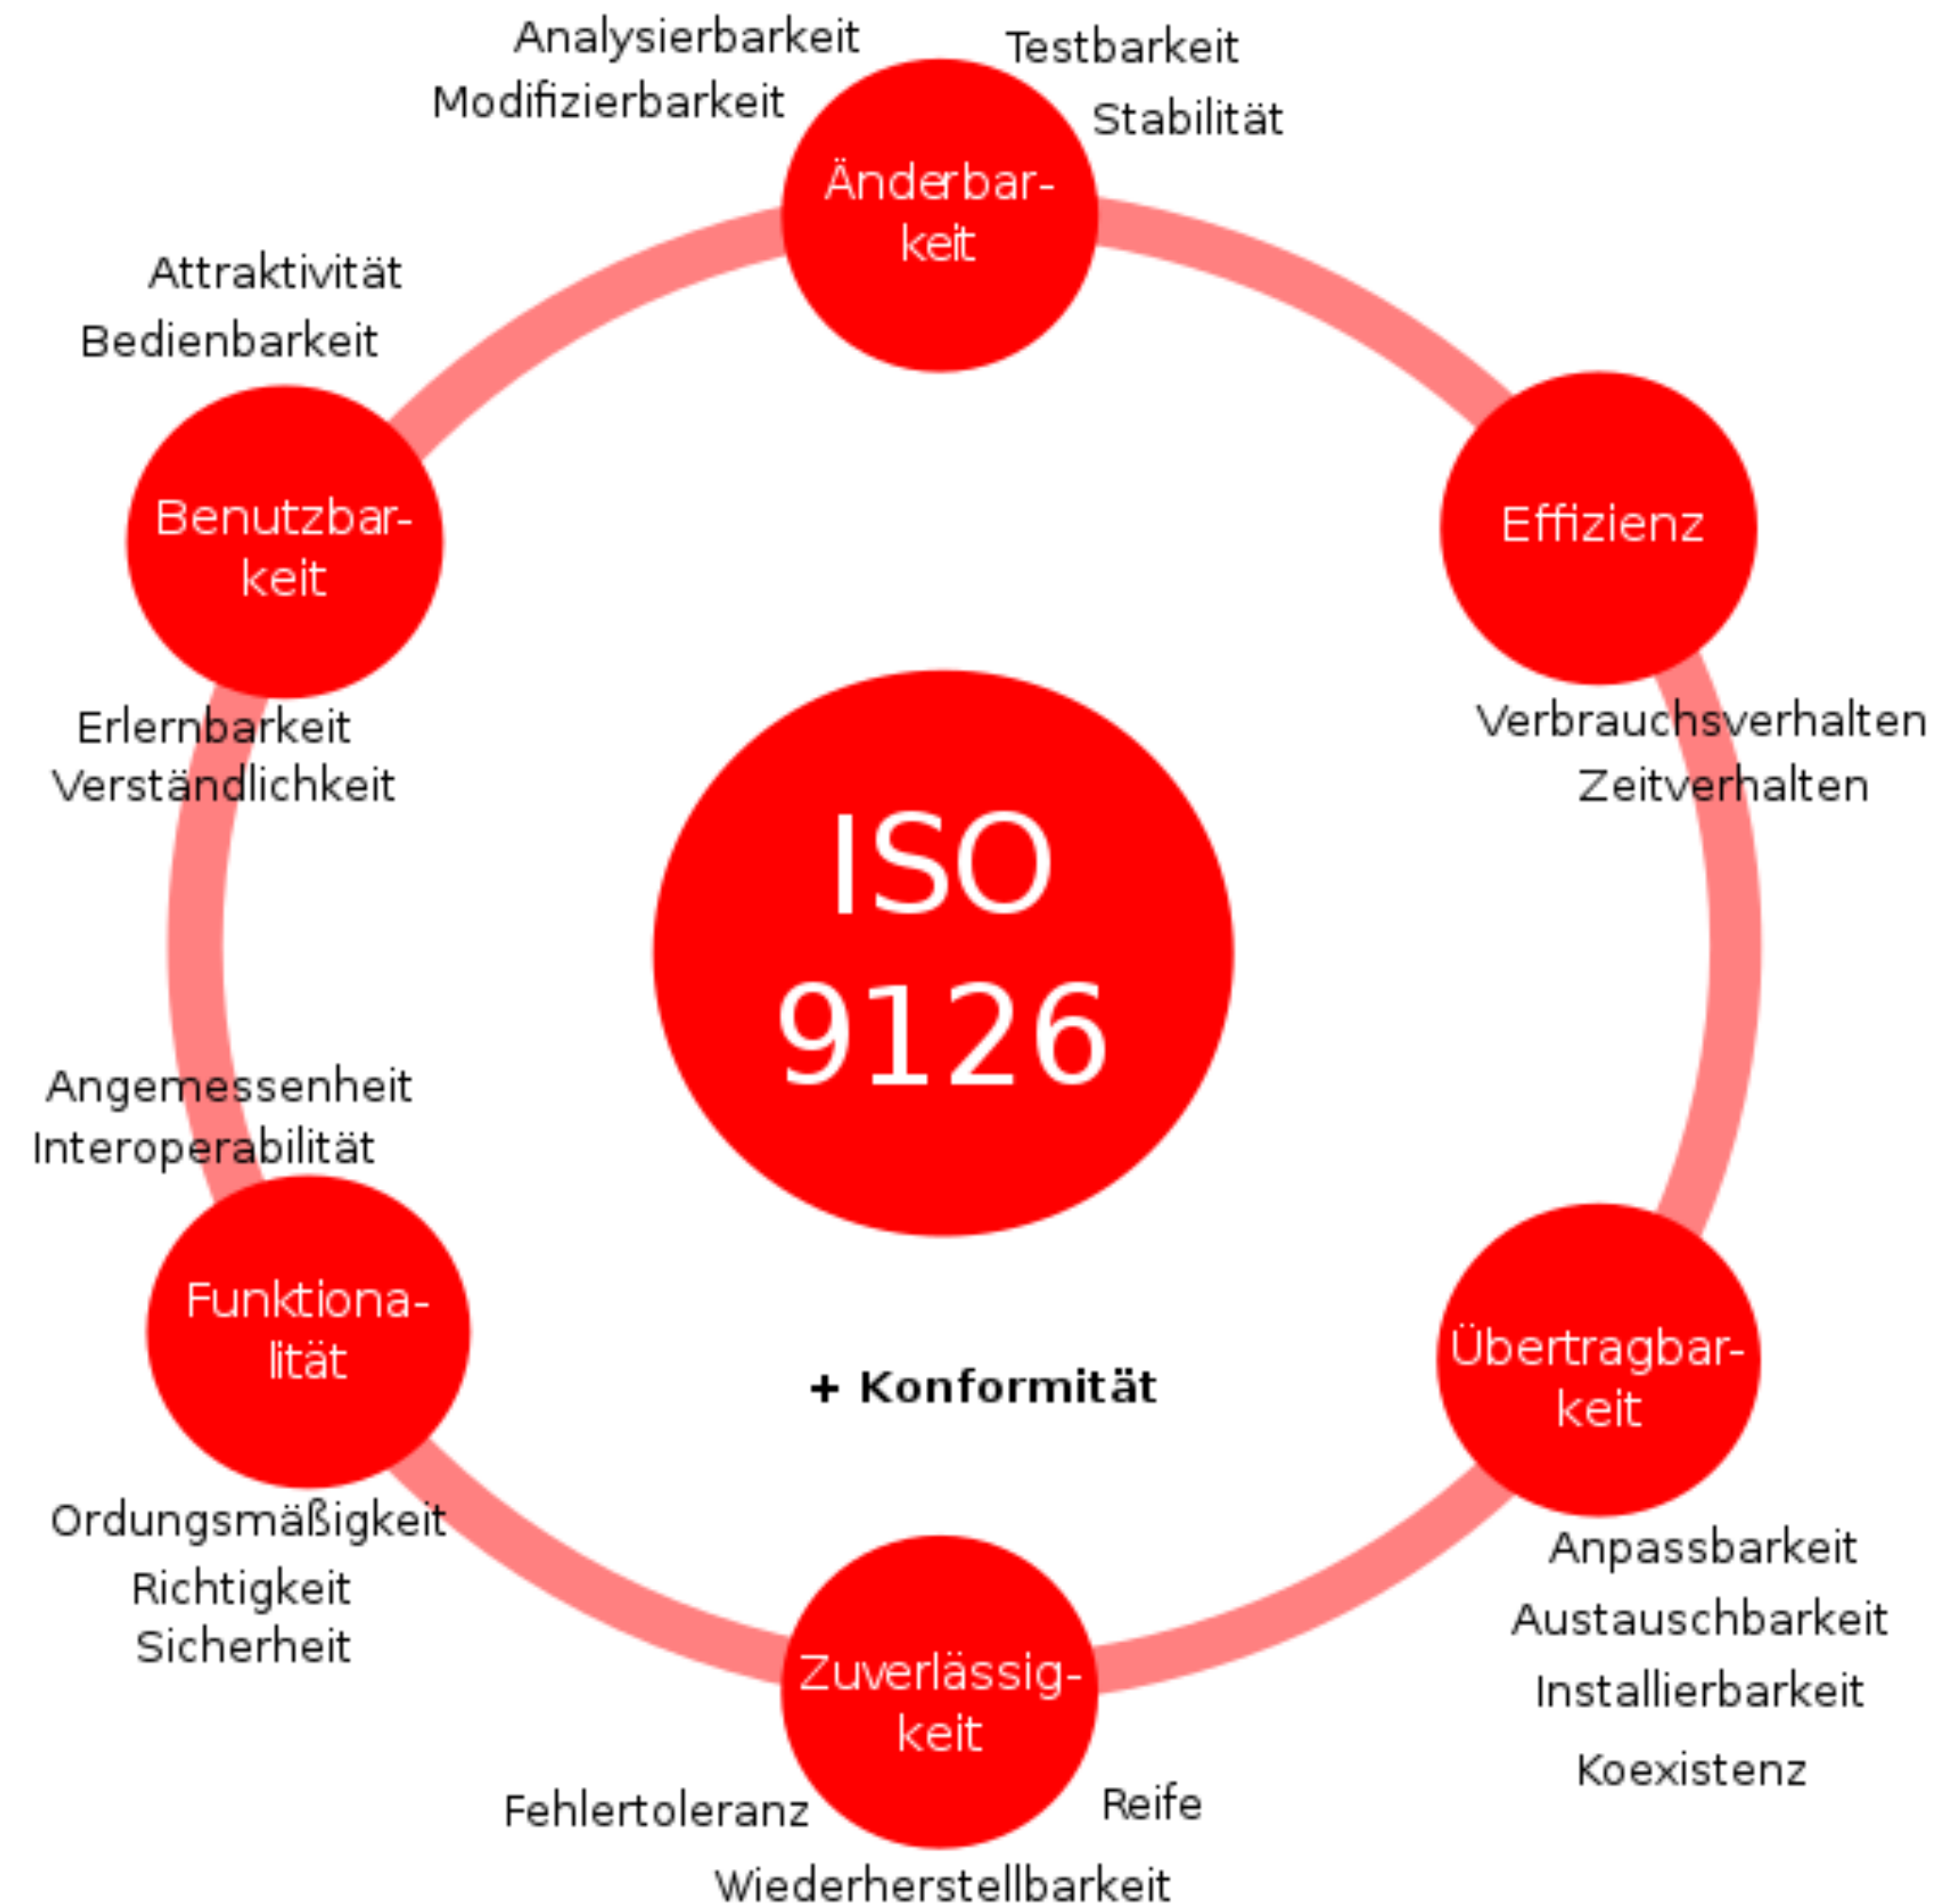 Analysierbarkeit
Testbarkeit
Modifizierbarkeit
Stabilität
Änderbar-
keit
Attraktivität
Bedienbarkeit
Benutzbar-
keit
Effizienz
Erlernbarkeit
Verständlichkeit
Verbrauchsverhalten
Zeitverhalten
ISO
9126
Angemessenheit
Interoperabilität
Funktiona-
lität
Übertragbar-
keit
+ Konformität
Ordungsmäßigkeit
Richtigkeit
Sicherheit
Anpassbarkeit
Austauschbarkeit
Installierbarkeit
Koexistenz
Zuverlässig-
keit
Fehlertoleranz
Reife
Wiederherstellbarkeit